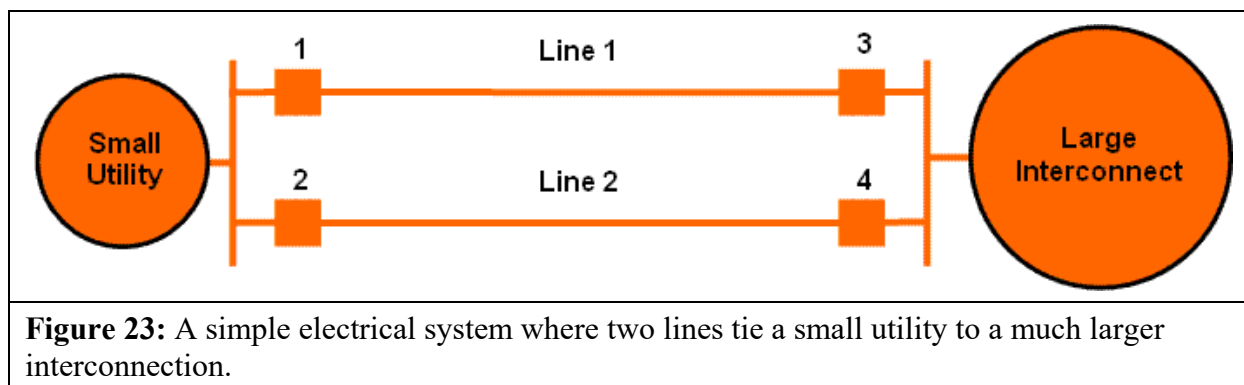 1 Line 1 3
Small
Utility
Large
Interconnect
2 Line 2 4
Figure 23: A simple electrical system where two lines tie a small utility to a much larger
interconnection.